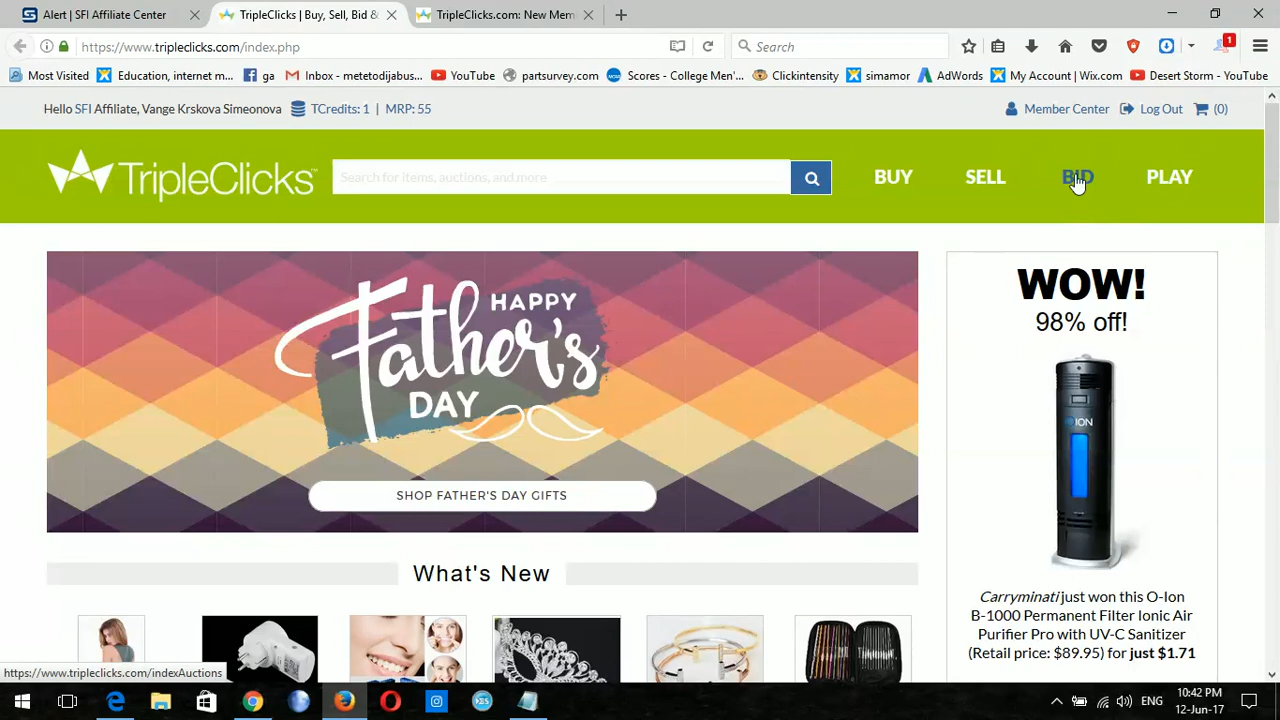 Alert | SFI Affiliate Center
TripleClicks | Buy, Sell, Bid &
TripleClicks.com: New Mem
https://www.tripleclicks.com/index.php
Search
1
Most Visited
Education, internet m...
ga
Inbox - metetodijabus...
YouTube
partsurvey.com
Scores - College Men'...
Clickintensity
simamor
AdWords
My Account | Wix.com
Desert Storm - YouTube
Hello SFI Affiliate, Vange Krskova Simeonova
TCredits: 1 | MRP: 55
Member Center
Log Out
(0)
TripleClicks™
Search for items, auctions, and more
BUY
SELL
BID
PLAY
HAPPY
Father's
DAY
SHOP FATHER'S DAY GIFTS
WOW!
98% off!
ION
Carryminati just won this O-Ion
B-1000 Permanent Filter Ionic Air
Purifier Pro with UV-C Sanitizer
(Retail price: $89.95) for just $1.71
What's New
https://www.tripleclicks.com/indexAuctions
ENG
10:42 PM
12-Jun-17